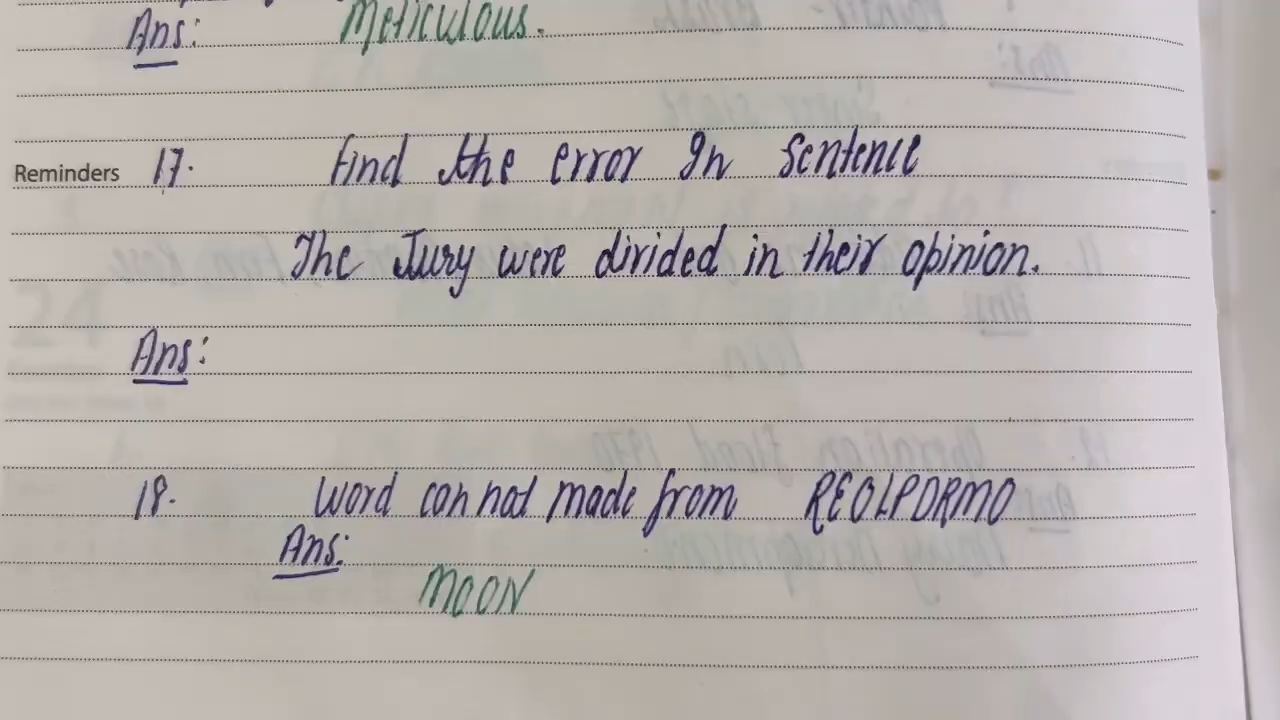 Ans: Meticulous.
Reminders 17. Find the error In Sentence
The Jury were divided in their opinion.
Ans:
18. Word can not made from REOLPDRMO
Ans:
MOON